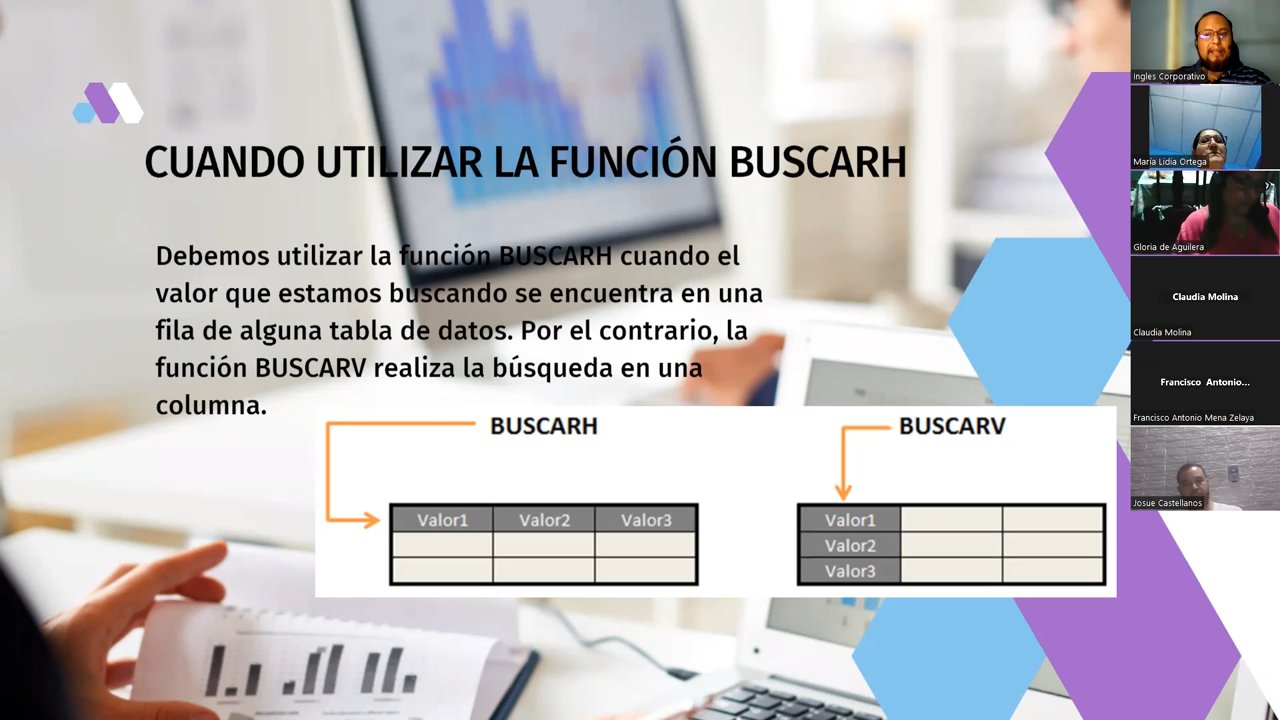 CUANDO UTILIZAR LA FUNCIÓN BUSCARH
Debemos utilizar la función BUSCARH cuando el
valor que estamos buscando se encuentra en una
fila de alguna tabla de datos. Por el contrario, la
función BUSCARV realiza la búsqueda en una
columna.
BUSCARH
Valor1 Valor2 Valor3
BUSCARV
Valor1
Valor2
Valor3
Ingles Corporativo
María Lidia Ortega
Gloria de Aguilera
Claudia Molina
Claudia Molina
Francisco Antonio...
Francisco Antonio Mena Zelaya
Josue Castellanos